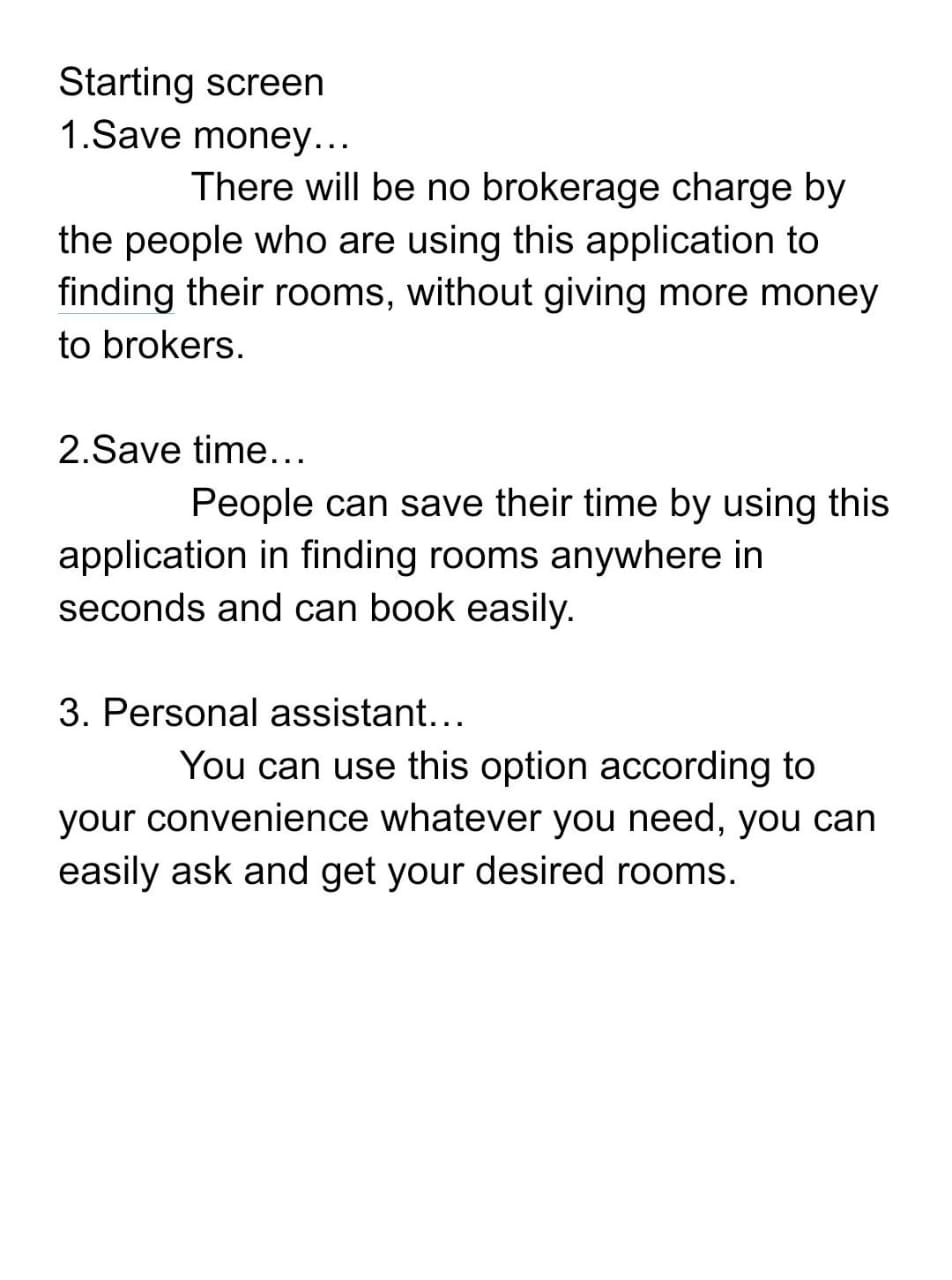 Starting screen
1.Save money…
There will be no brokerage charge by
the people who are using this application to
finding their rooms, without giving more money
to brokers.
2.Save time…
People can save their time by using this
application in finding rooms anywhere in
seconds and can book easily.
3. Personal assistant…
You can use this option according to
your convenience whatever you need, you can
easily ask and get your desired rooms.